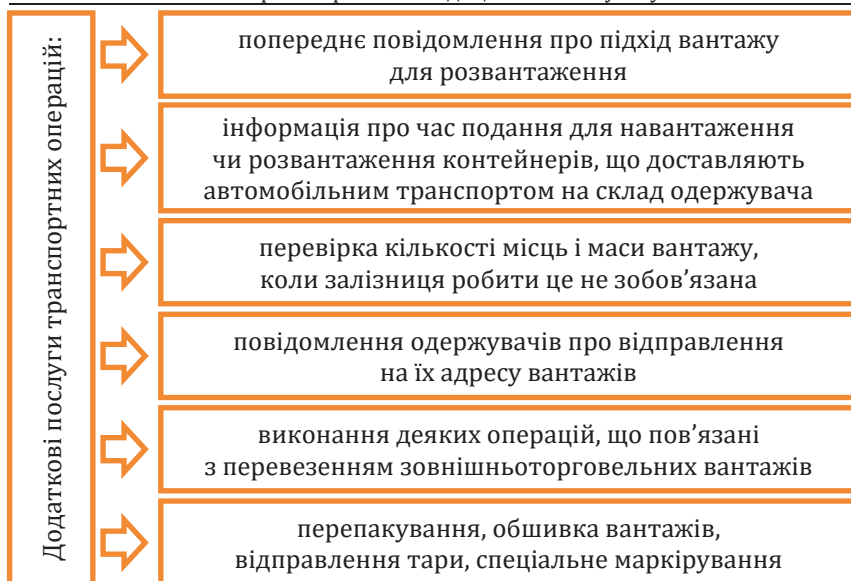 Додаткові послуги транспортних операцій:
попереднє повідомлення про підхід вантажу
для розвантаження
інформація про час подання для навантаження
чи розвантаження контейнерів, що доставляють
автомобільним транспортом на склад одержувача
перевірка кількості місць і маси вантажу,
коли залізниця робити це не зобов’язана
повідомлення одержувачів про відправлення
на їх адресу вантажів
виконання деяких операцій, що пов’язані
з перевезенням зовнішньоторговельних вантажів
перепакування, обшивка вантажів,
відправлення тари, спеціальне маркірування